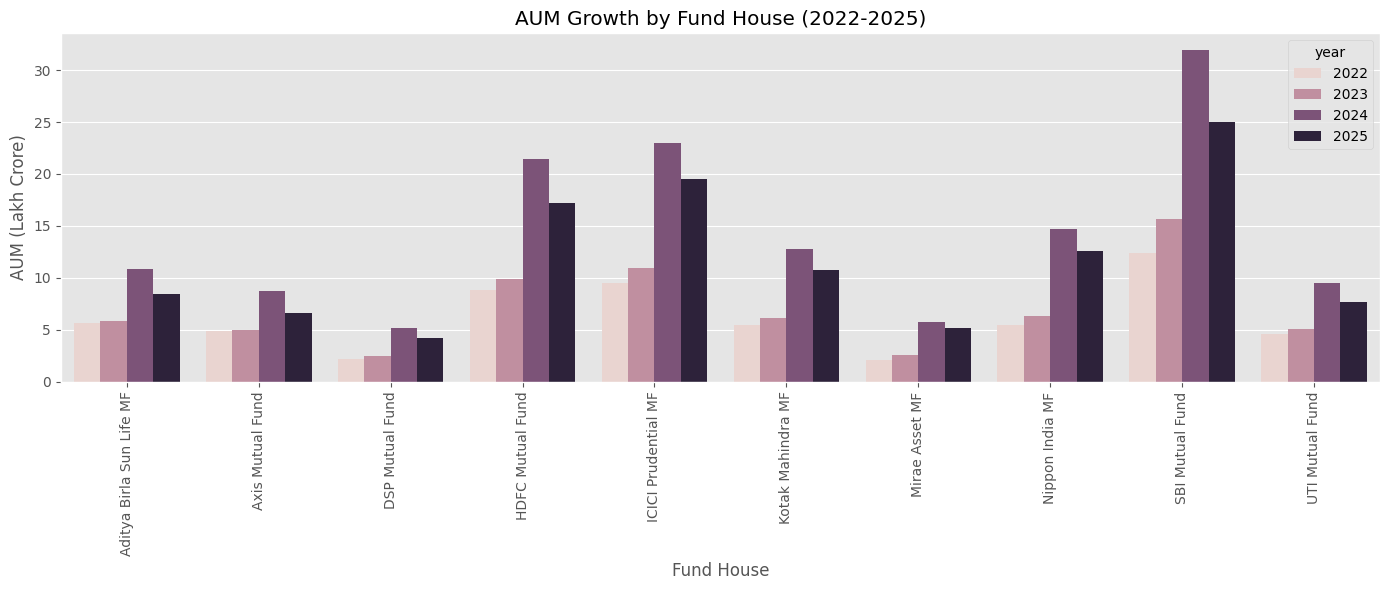 AUM Growth by Fund House (2022-2025)
AUM (Lakh Crore)
30
25
20
15
10
5
0
year
2022
2023
2024
2025
Aditya Birla Sun Life MF
Axis Mutual Fund
DSP Mutual Fund
HDFC Mutual Fund
ICICI Prudential MF
Kotak Mahindra MF
Mirae Asset MF
Nippon India MF
SBI Mutual Fund
UTI Mutual Fund
Fund House